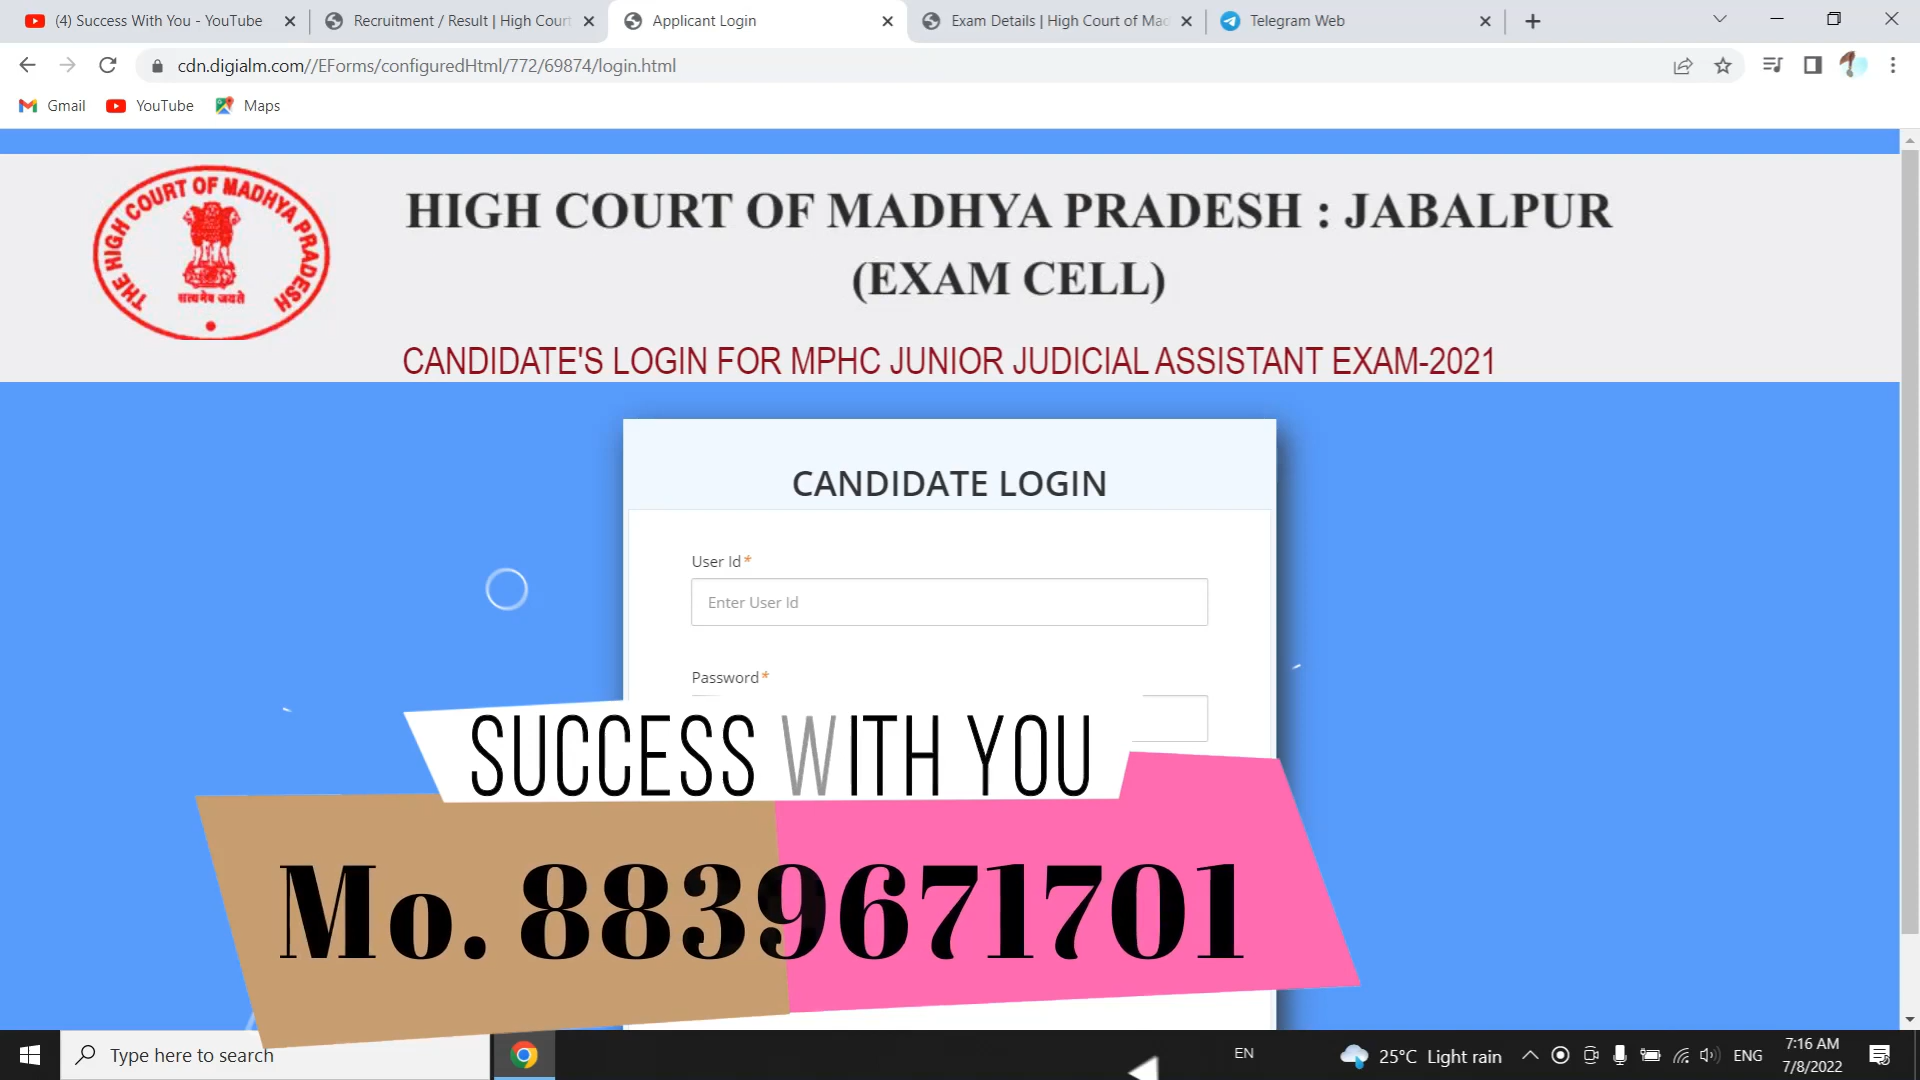 (4) Success With You - YouTube
Recruitment / Result | High Court
Applicant Login
Exam Details | High Court of Mad
Telegram Web
cdn.digialm.com//EForms/configuredHtml/772/69874/login.html
Gmail
YouTube
Maps
THE HIGH COURT OF MADHYA PRADESH
सत्यमेव जयते
HIGH COURT OF MADHYA PRADESH : JABALPUR
(EXAM CELL)
CANDIDATE'S LOGIN FOR MPHC JUNIOR JUDICIAL ASSISTANT EXAM-2021
CANDIDATE LOGIN
User Id*
Enter User Id
Password*
SUCCESS WITH YOU
Mo. 8839671701
Type here to search
EN
25°C Light rain
ENG
7:16 AM
7/8/2022